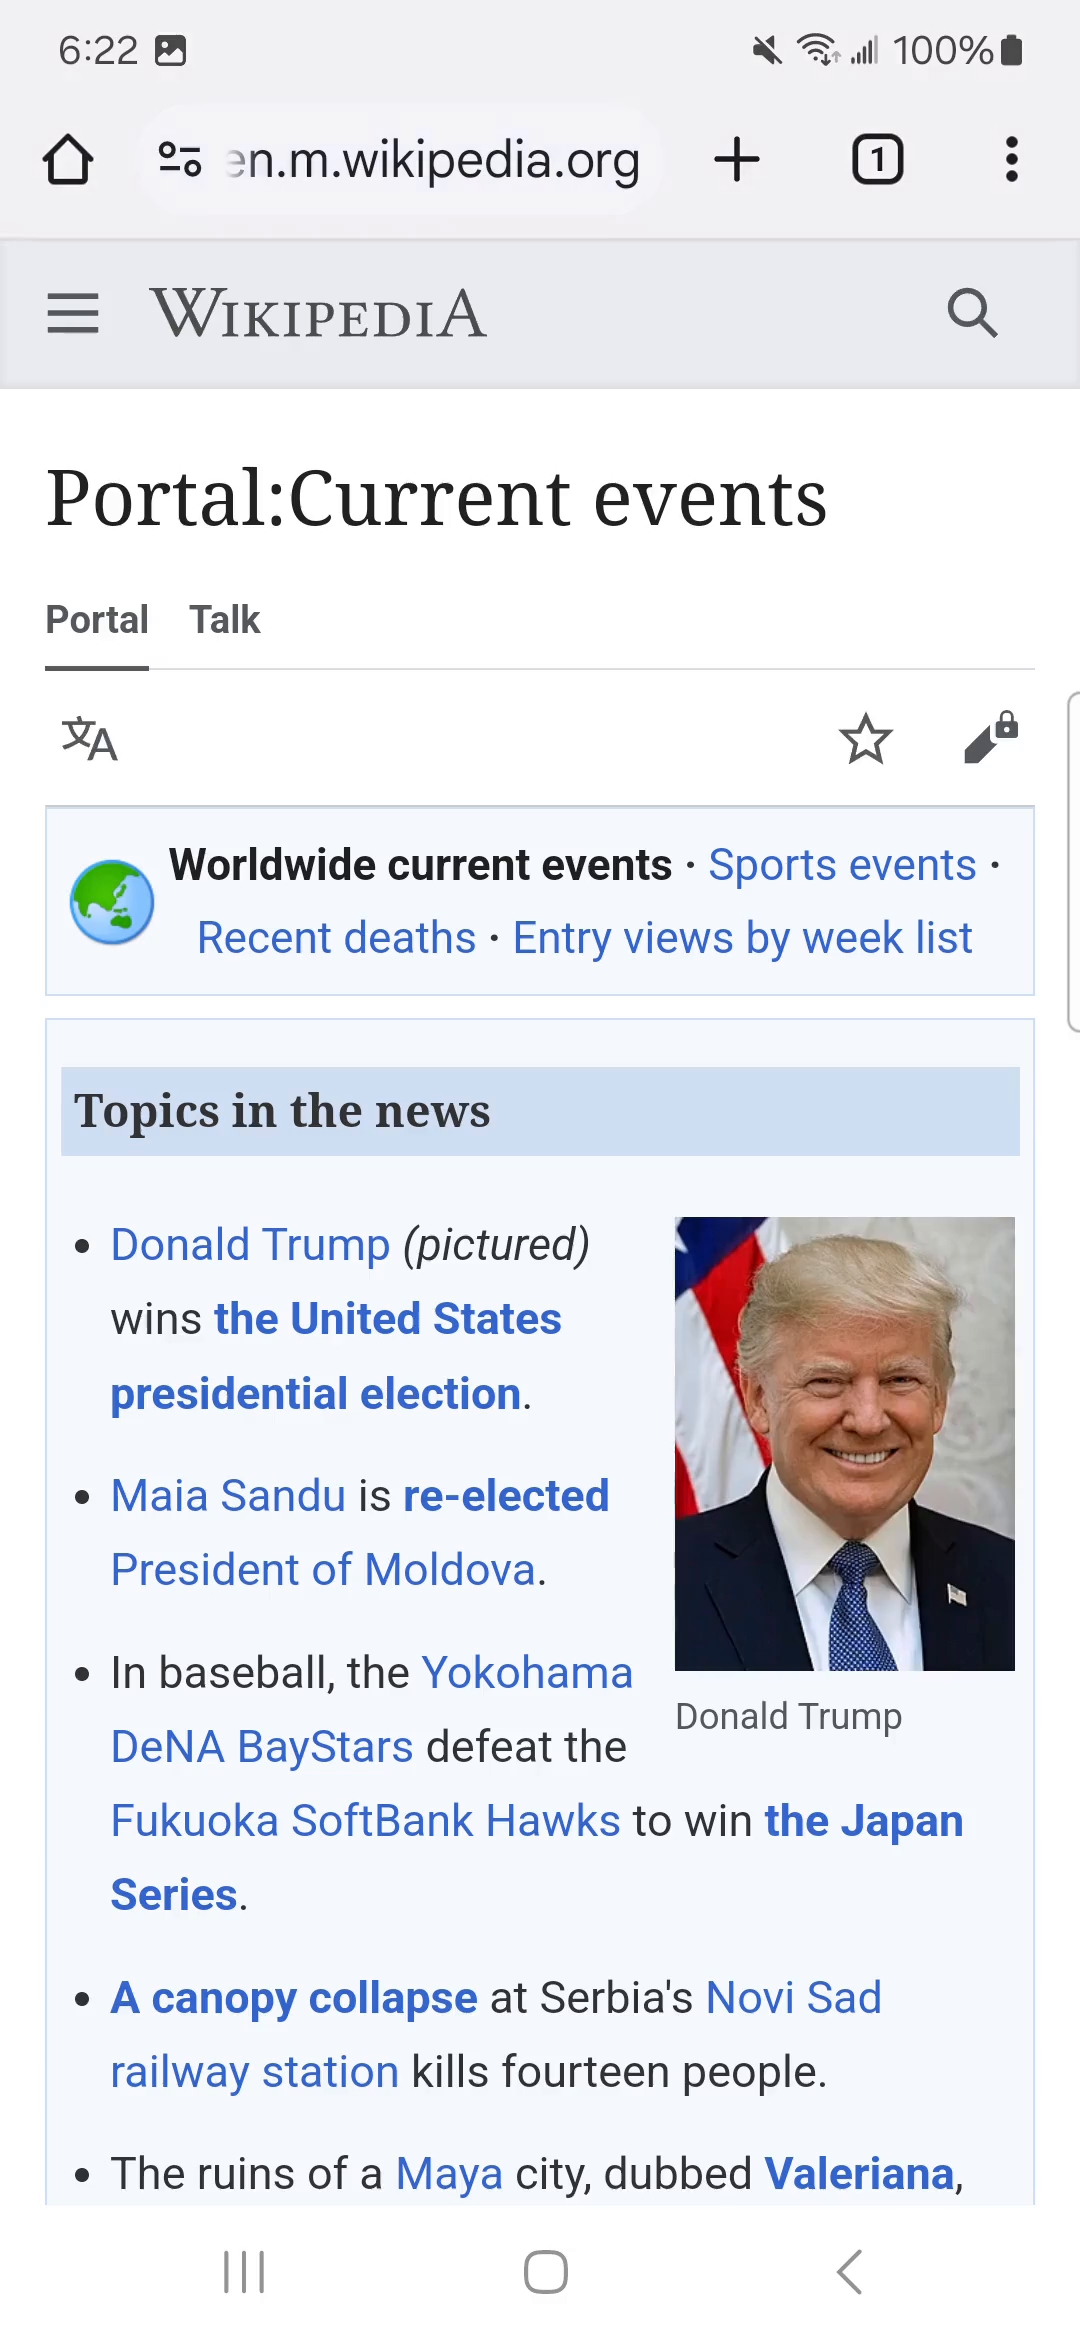 6:22 100%
en.m.wikipedia.org 1
WIKIPEDIA
Portal:Current events
Portal Talk
文A
Worldwide current events · Sports events ·
Recent deaths · Entry views by week list
Topics in the news
• Donald Trump (pictured)
wins the United States
presidential election.
• Maia Sandu is re-elected
President of Moldova.
• In baseball, the Yokohama
DeNA BayStars defeat the
Fukuoka SoftBank Hawks to win the Japan
Series.
Donald Trump
• A canopy collapse at Serbia's Novi Sad
railway station kills fourteen people.
• The ruins of a Maya city, dubbed Valeriana,